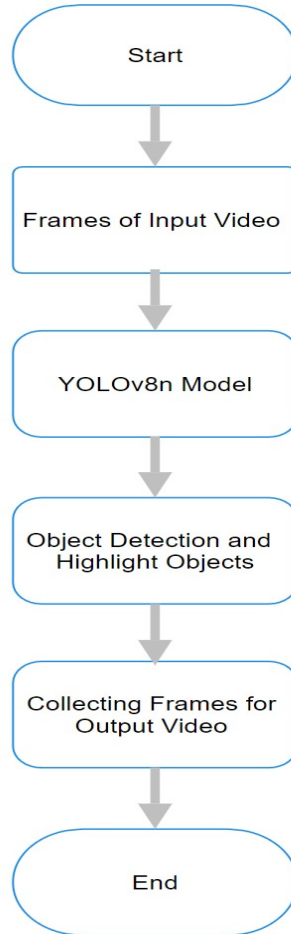 Start
Frames of Input Video
YOLOv8n Model
Object Detection and
Highlight Objects
Collecting Frames for
Output Video
End